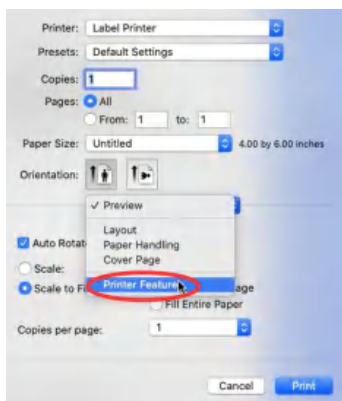 Printer: Label Printer
Presets: Default Settings
Copies: 1
Pages: All
From: 1 to: 1
Paper Size: Untitled 4.00 by 6.00 inches
Orientation:
✓ Preview
Layout
Auto Rotat Paper Handling
Cover Page
Scale:
Scale to Fi Printer Feature age
Fill Entire Paper
Copies per page: 1
Cancel Print